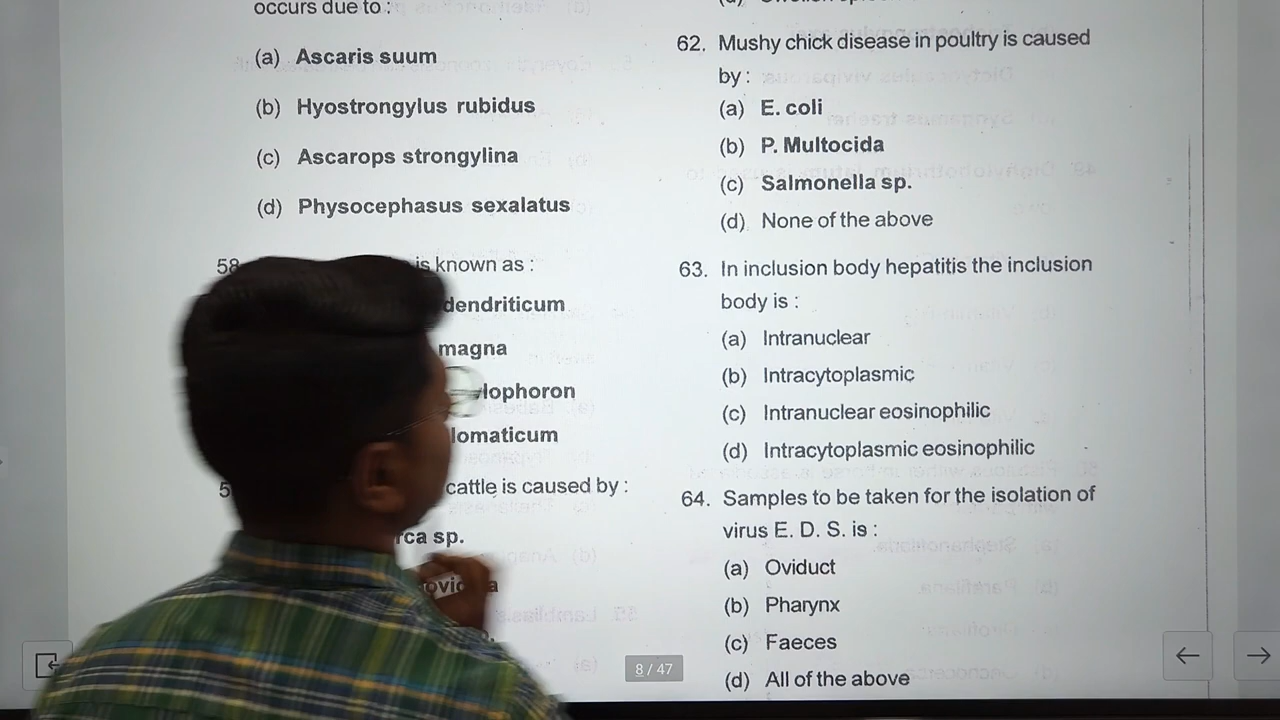 occurs due to :
(a) Ascaris suum
(b) Hyostrongylus rubidus
(c) Ascarops strongylina
(d) Physocephasus sexalatus
58
is known as :
dendriticum
magna
lophoron
lomaticum
5
cattle is caused by :
rca sp.
62. Mushy chick disease in poultry is caused
by :
(a) E. coli
(b) P. Multocida
(c) Salmonella sp.
(d) None of the above
63. In inclusion body hepatitis the inclusion
body is :
(a) Intranuclear
(b) Intracytoplasmic
(c) Intranuclear eosinophilic
(d) Intracytoplasmic eosinophilic
64. Samples to be taken for the isolation of
virus E. D. S. is :
(a) Oviduct
(b) Pharynx
(c) Faeces
(d) All of the above
8 / 47